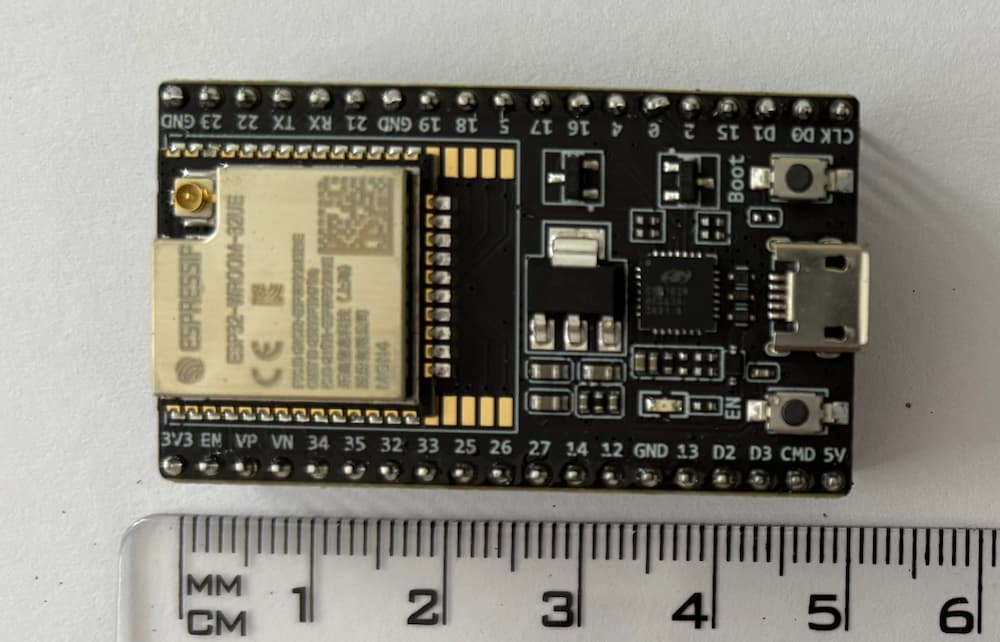 GND 23 22 TX RX 21 GND 19 18 5 17 16 4 0 2 15 D1 D0 CLK
Boot
ESPRESSIF
ESP32-WROOM-32UE
CE
EN
3V3 EN VP VN 34 35 32 33 25 26 27 14 12 GND 13 D2 D3 CMD 5V
MM
CM 1 2 3 4 5 6